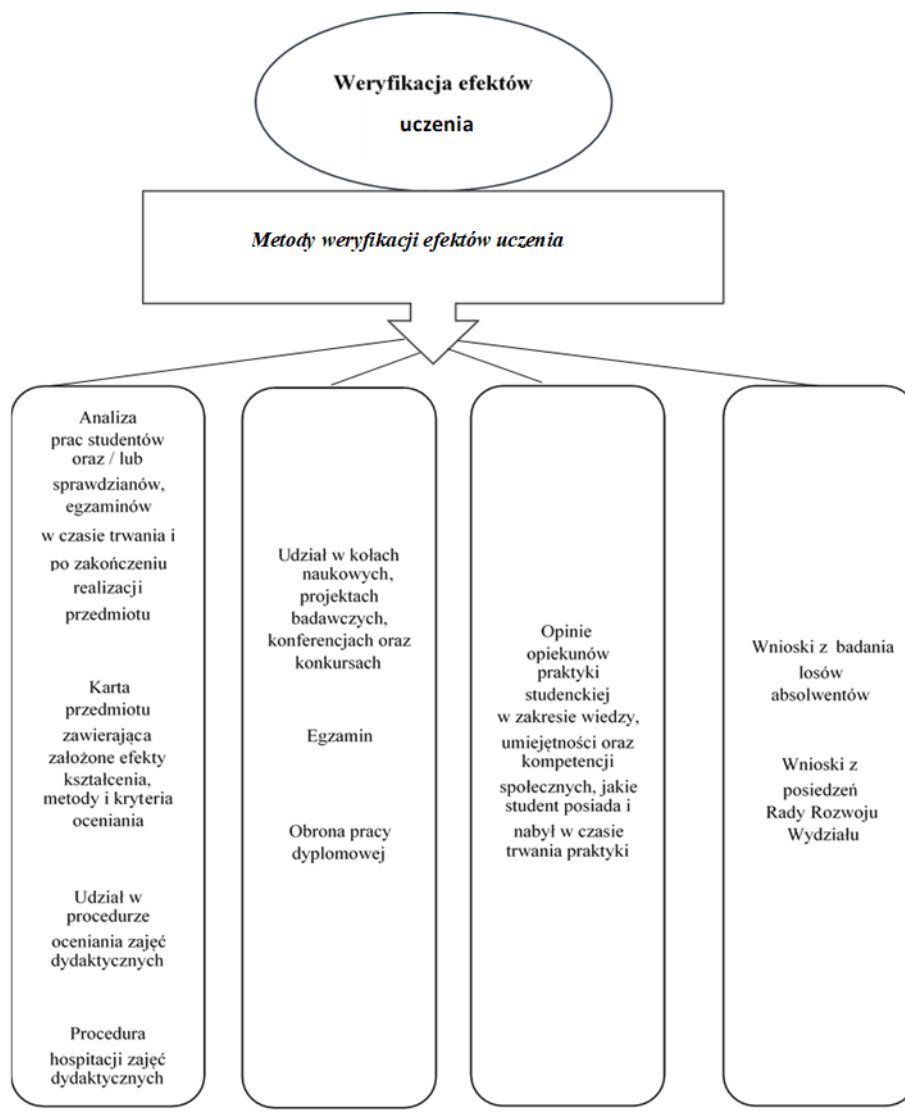 Weryfikacja efektów
uczenia
Metody weryfikacji efektów uczenia
Analiza
prac studentów
oraz / lub
sprawdzianów,
egzaminów
w czasie trwania i
po zakończeniu
realizacji
przedmiotu
Karta
przedmiotu
zawierająca
założone efekty
kształcenia,
metody i kryteria
oceniania
Udział w
procedurze
oceniania zajęć
dydaktycznych
Procedura
hospitacji zajęć
dydaktycznych
Udział w kołach
naukowych,
projektach
badawczych,
konferencjach oraz
konkursach
Egzamin
Obrona pracy
dyplomowej
Opinie
opiekunów
praktyki
studenckiej
w zakresie wiedzy,
umiejętności oraz
kompetencji
społecznych, jakie
student posiada i
nabył w czasie
trwania praktyki
Wnioski z badania
losów
absolwentów
Wnioski z
posiedzeń
Rady Rozwoju
Wydziału